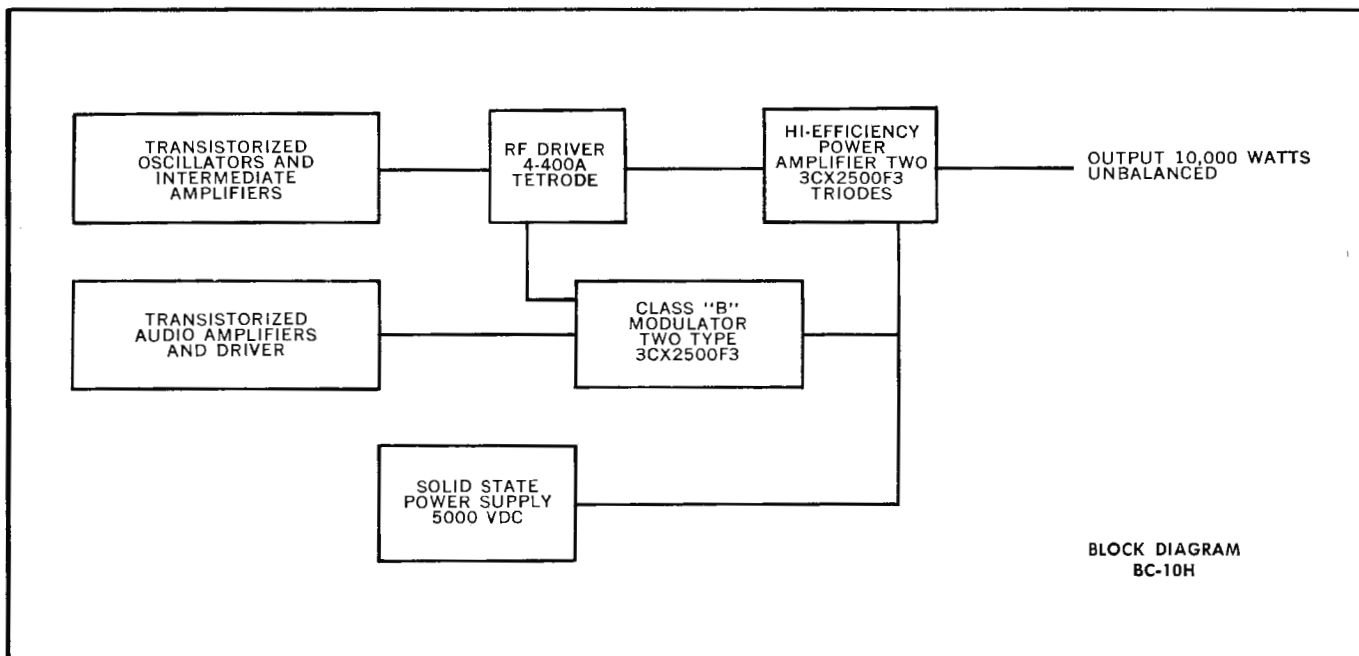 TRANSISTORIZED
OSCILLATORS AND
INTERMEDIATE
AMPLIFIERS
RF DRIVER
4-400A
TETRODE
HI-EFFICIENCY
POWER
AMPLIFIER TWO
3CX2500F3
TRIODES
OUTPUT 10,000 WATTS
UNBALANCED
TRANSISTORIZED
AUDIO AMPLIFIERS
AND DRIVER
CLASS "B"
MODULATOR
TWO TYPE
3CX2500F3
SOLID STATE
POWER SUPPLY
5000 VDC
BLOCK DIAGRAM
BC-10H